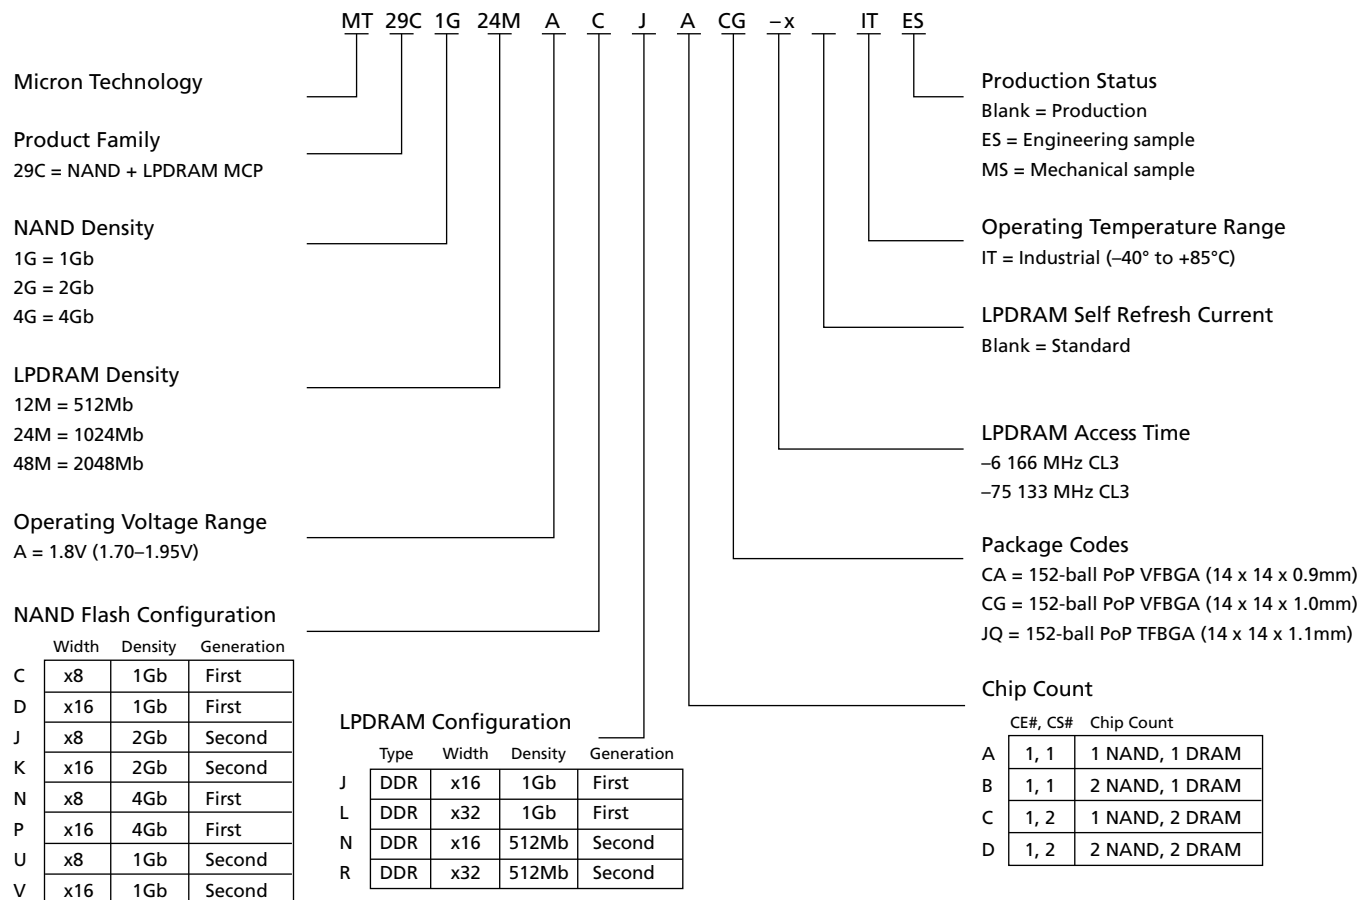 MT 29C 1G 24M A C J A CG –x IT ES
Micron Technology
Product Family
29C = NAND + LPDRAM MCP
NAND Density
1G = 1Gb
2G = 2Gb
4G = 4Gb
LPDRAM Density
12M = 512Mb
24M = 1024Mb
48M = 2048Mb
Operating Voltage Range
A = 1.8V (1.70–1.95V)
NAND Flash Configuration
Width Density Generation
C x8 1Gb First
D x16 1Gb First
J x8 2Gb Second
K x16 2Gb Second
N x8 4Gb First
P x16 4Gb First
U x8 1Gb Second
V x16 1Gb Second
LPDRAM Configuration
Type Width Density Generation
J DDR x16 1Gb First
L DDR x32 1Gb First
N DDR x16 512Mb Second
R DDR x32 512Mb Second
Production Status
Blank = Production
ES = Engineering sample
MS = Mechanical sample
Operating Temperature Range
IT = Industrial (–40° to +85°C)
LPDRAM Self Refresh Current
Blank = Standard
LPDRAM Access Time
–6 166 MHz CL3
–75 133 MHz CL3
Package Codes
CA = 152-ball PoP VFBGA (14 x 14 x 0.9mm)
CG = 152-ball PoP VFBGA (14 x 14 x 1.0mm)
JQ = 152-ball PoP TFBGA (14 x 14 x 1.1mm)
Chip Count
CE#, CS# Chip Count
A 1, 1 1 NAND, 1 DRAM
B 1, 1 2 NAND, 1 DRAM
C 1, 2 1 NAND, 2 DRAM
D 1, 2 2 NAND, 2 DRAM